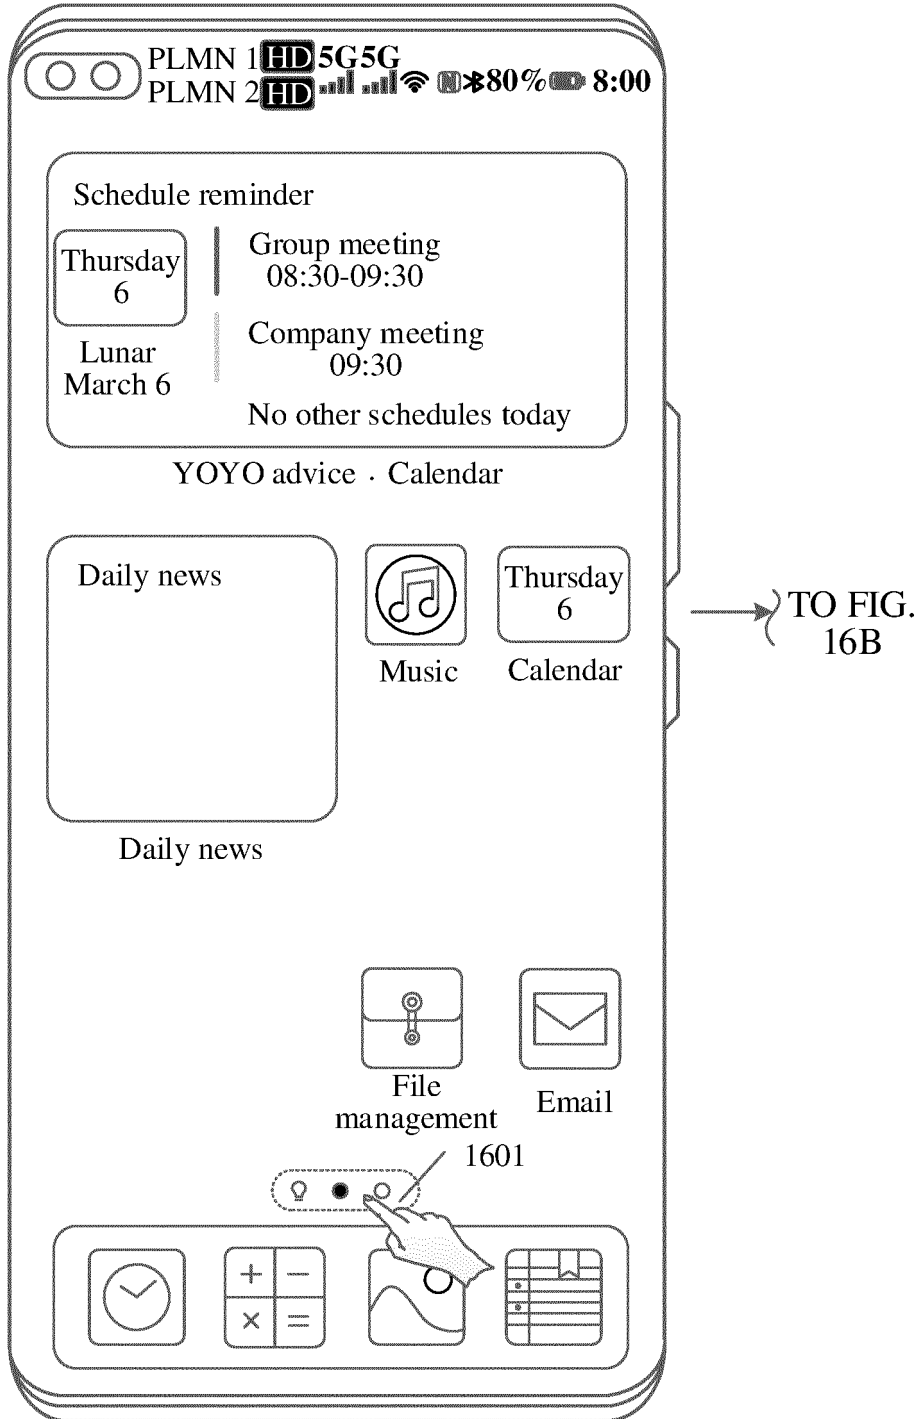 PLMN 1 HD 5G 5G
PLMN 2 HD N 80% 8:00
Schedule reminder
Thursday
6
Lunar
March 6
Group meeting
08:30-09:30
Company meeting
09:30
No other schedules today
YOYO advice · Calendar
Daily news
Thursday
6
Music
Calendar
TO FIG.
16B
Daily news
File
management
Email
1601
+ −
× =